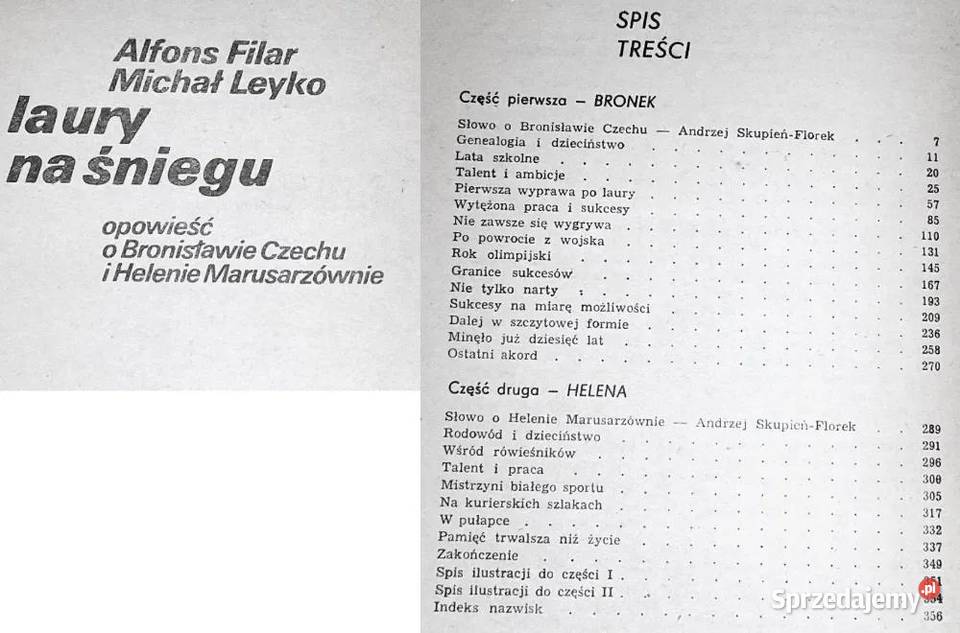 Alfons Filar
Michał Leyko
laury
na śniegu
opowieść
o Bronisławie Czechu
i Helenie Marusarzównie
SPIS
TREŚCI
Część pierwsza — BRONEK
Słowo o Bronisławie Czechu — Andrzej Skupień-Florek . . . 7
Genealogia i dzieciństwo . . . 11
Lata szkolne . . . 20
Talent i ambicje . . . 25
Pierwsza wyprawa po laury . . . 57
Wytężona praca i sukcesy . . . 85
Nie zawsze się wygrywa . . . 110
Po powrocie z wojska . . . 131
Rok olimpijski . . . 145
Granice sukcesów . . . 167
Nie tylko narty . . . 193
Sukcesy na miarę możliwości . . . 209
Dalej w szczytowej formie . . . 236
Minęło już dziesięć lat . . . 258
Ostatni akord . . . 270
Część druga — HELENA
Słowo o Helenie Marusarzównie — Andrzej Skupień-Florek . . . 289
Rodowód i dzieciństwo . . . 291
Wśród rówieśników . . . 296
Talent i praca . . . 300
Mistrzyni białego sportu . . . 305
Na kurierskich szlakach . . . 317
W pułapce . . . 332
Pamięć trwalsza niż życie . . . 337
Zakończenie . . . 349
Spis ilustracji do części I . . . 351
Spis ilustracji do części II . . . 354
Indeks nazwisk . . . 356
Sprzedajemy.pl